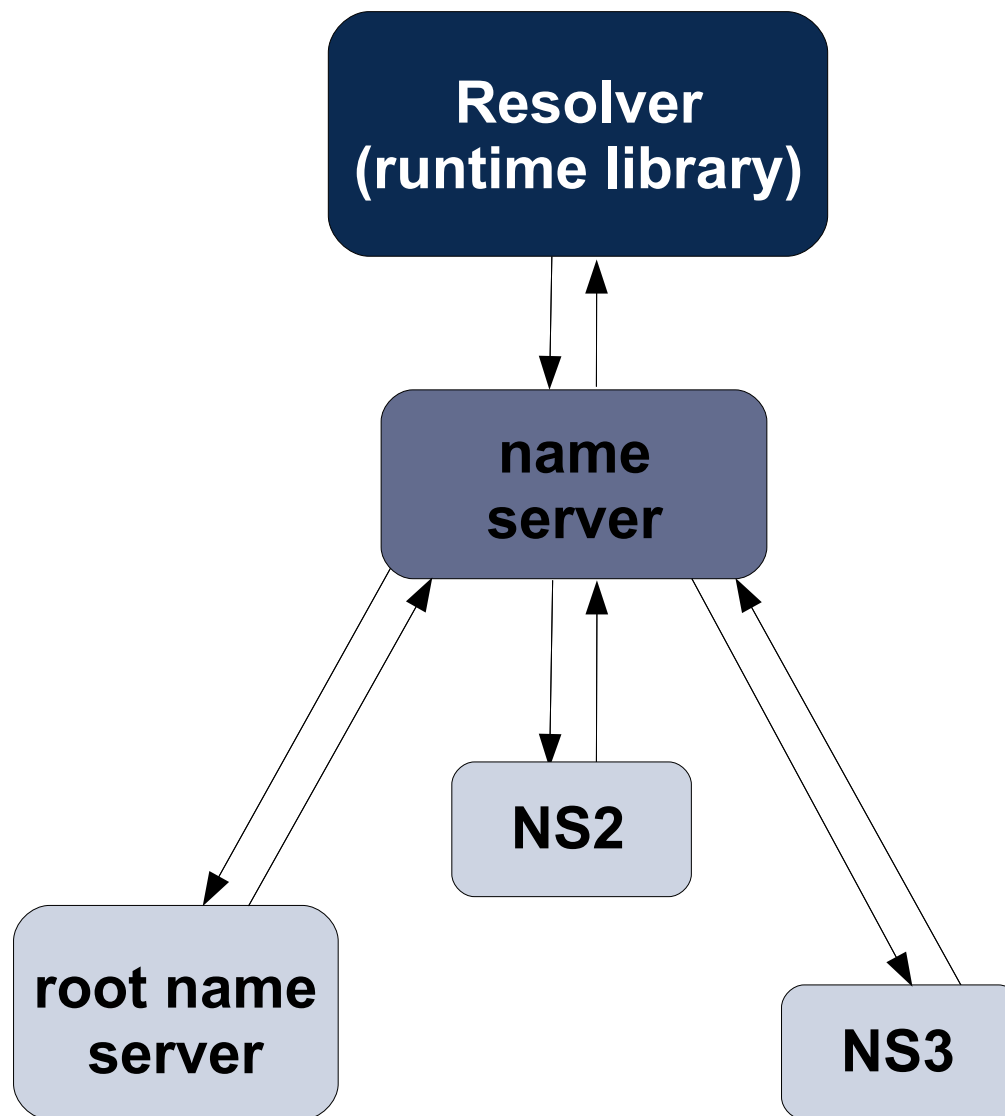 Resolver
(runtime library)
name
server
NS2
root name
server
NS3